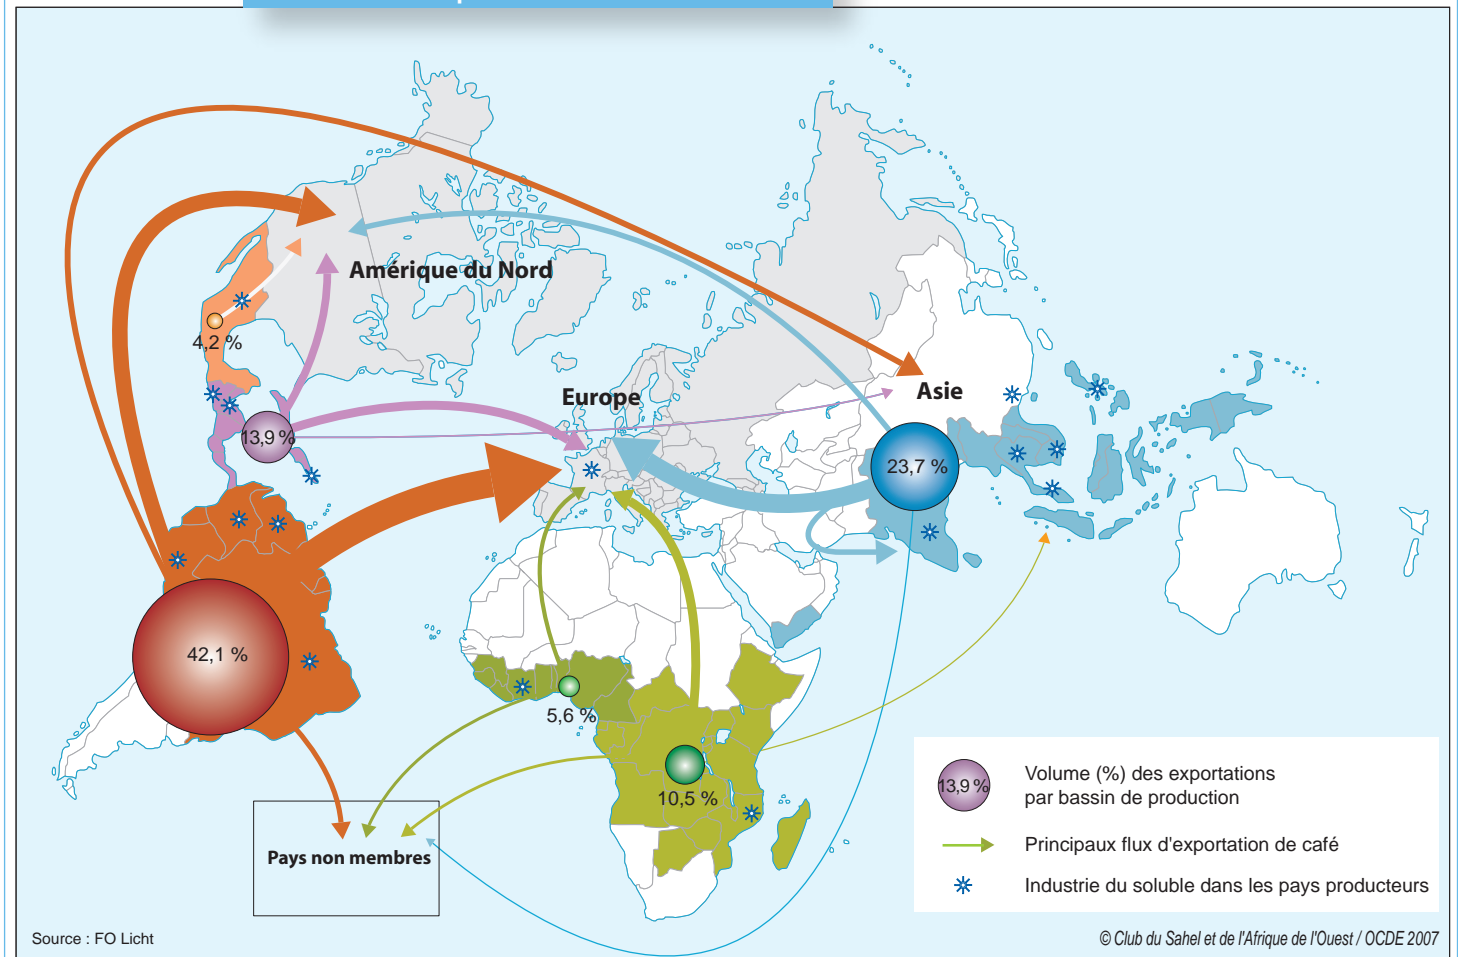 Amérique du Nord
4,2 %
Europe
Asie
13,9 %
23,7 %
42,1 %
5,6 %
10,5 %
Pays non membres
13,9 %
Volume (%) des exportations
par bassin de production
Principaux flux d'exportation de café
Industrie du soluble dans les pays producteurs
Source : FO Licht
© Club du Sahel et de l'Afrique de l'Ouest / OCDE 2007